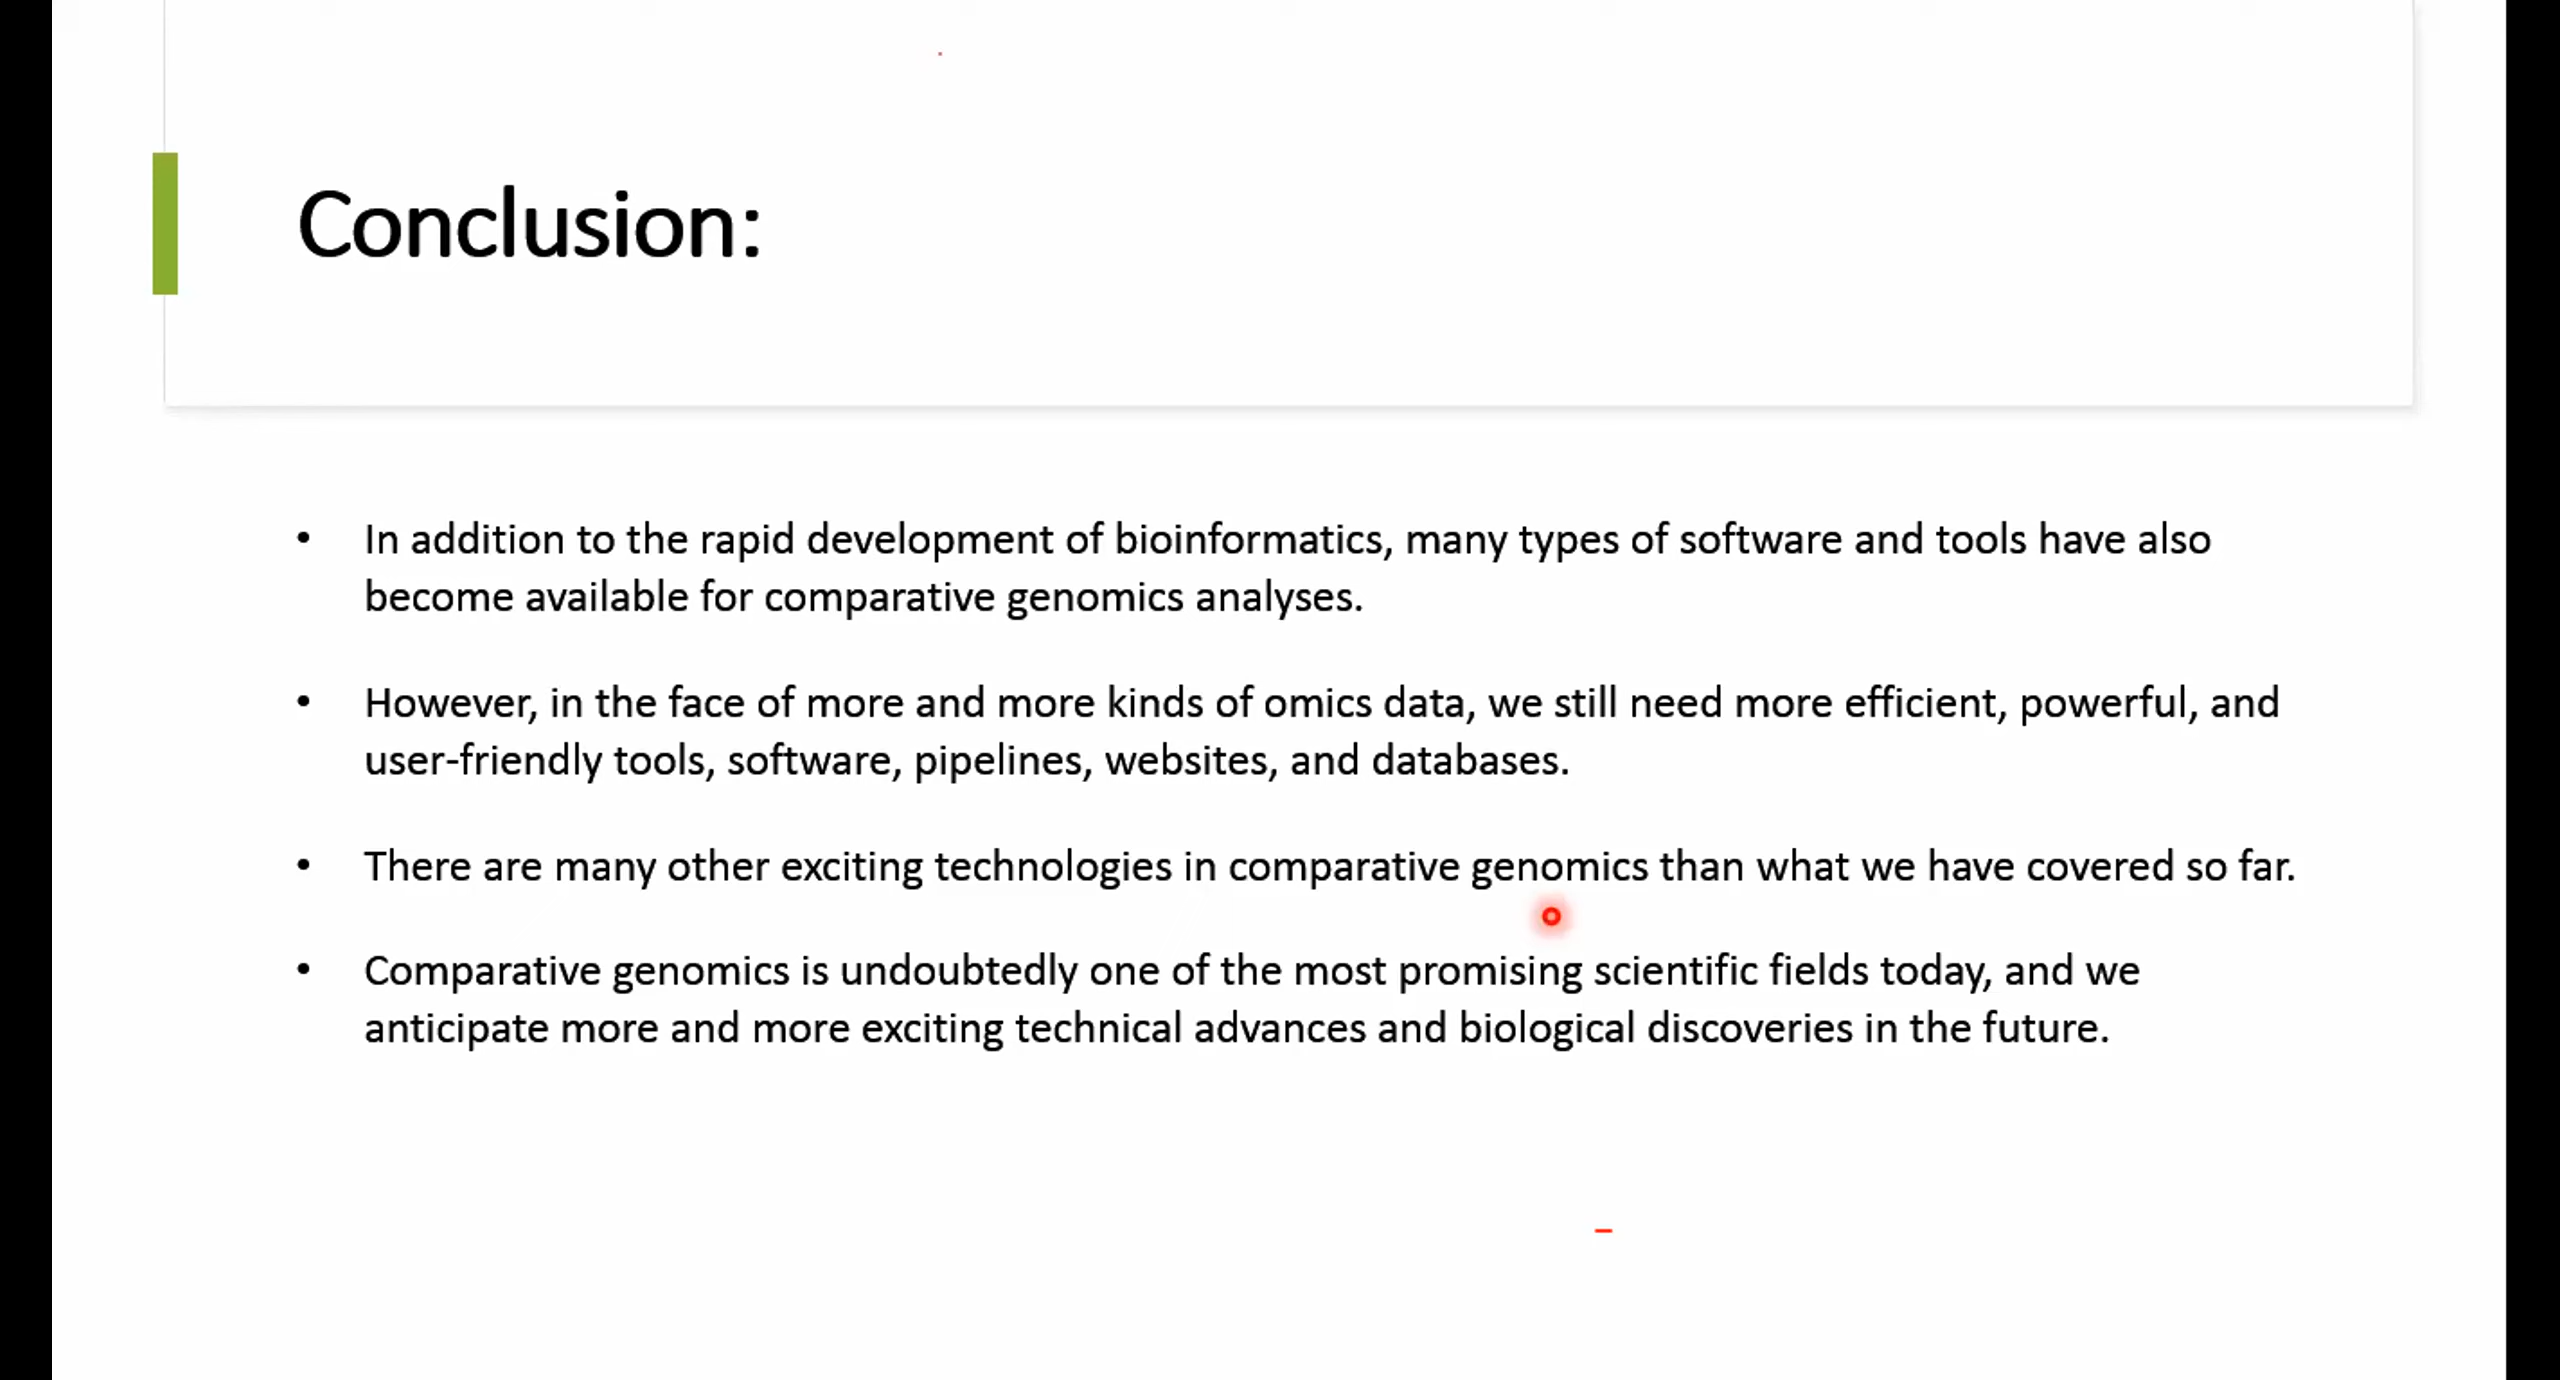 Conclusion:
• In addition to the rapid development of bioinformatics, many types of software and tools have also
become available for comparative genomics analyses.
• However, in the face of more and more kinds of omics data, we still need more efficient, powerful, and
user-friendly tools, software, pipelines, websites, and databases.
• There are many other exciting technologies in comparative genomics than what we have covered so far.
• Comparative genomics is undoubtedly one of the most promising scientific fields today, and we
anticipate more and more exciting technical advances and biological discoveries in the future.